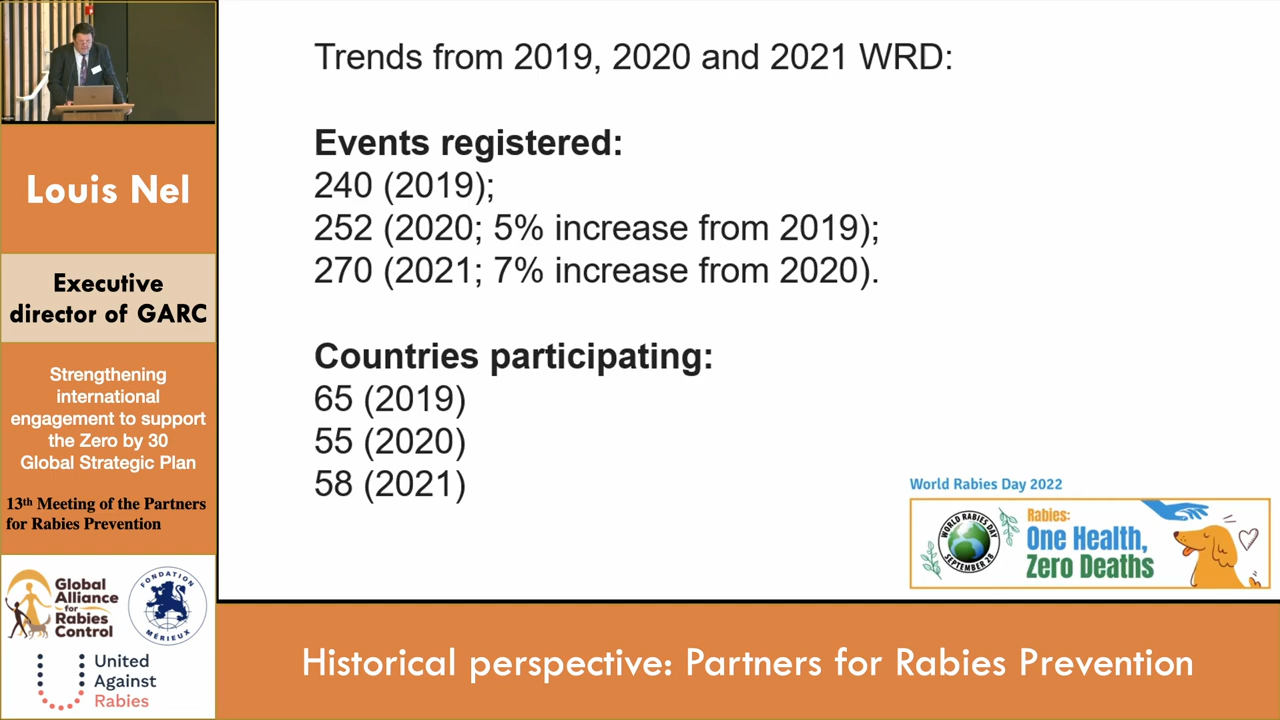 Louis Nel
Executive
director of GARC
Strengthening
international
engagement to support
the Zero by 30
Global Strategic Plan
13th Meeting of the Partners
for Rabies Prevention
Global
Alliance
for
Rabies
Control
FONDATION
MÉRIEUX
United
Against
Rabies
Trends from 2019, 2020 and 2021 WRD:
Events registered:
240 (2019);
252 (2020; 5% increase from 2019);
270 (2021; 7% increase from 2020).
Countries participating:
65 (2019)
55 (2020)
58 (2021)
World Rabies Day 2022
WORLD RABIES DAY
SEPTEMBER 28
Rabies:
One Health,
Zero Deaths
Historical perspective: Partners for Rabies Prevention